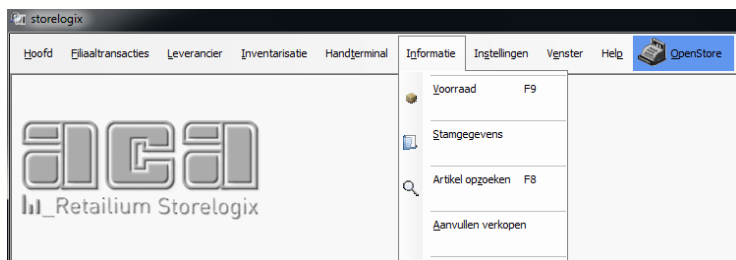 storelogix
Hoofd Filiaaltransacties Leverancier Inventarisatie Handterminal Informatie Instellingen Venster Help OpenStore
Voorraad F9
Stamgegevens
Artikel opzoeken F8
Aanvullen verkopen
aca
Retailium Storelogix